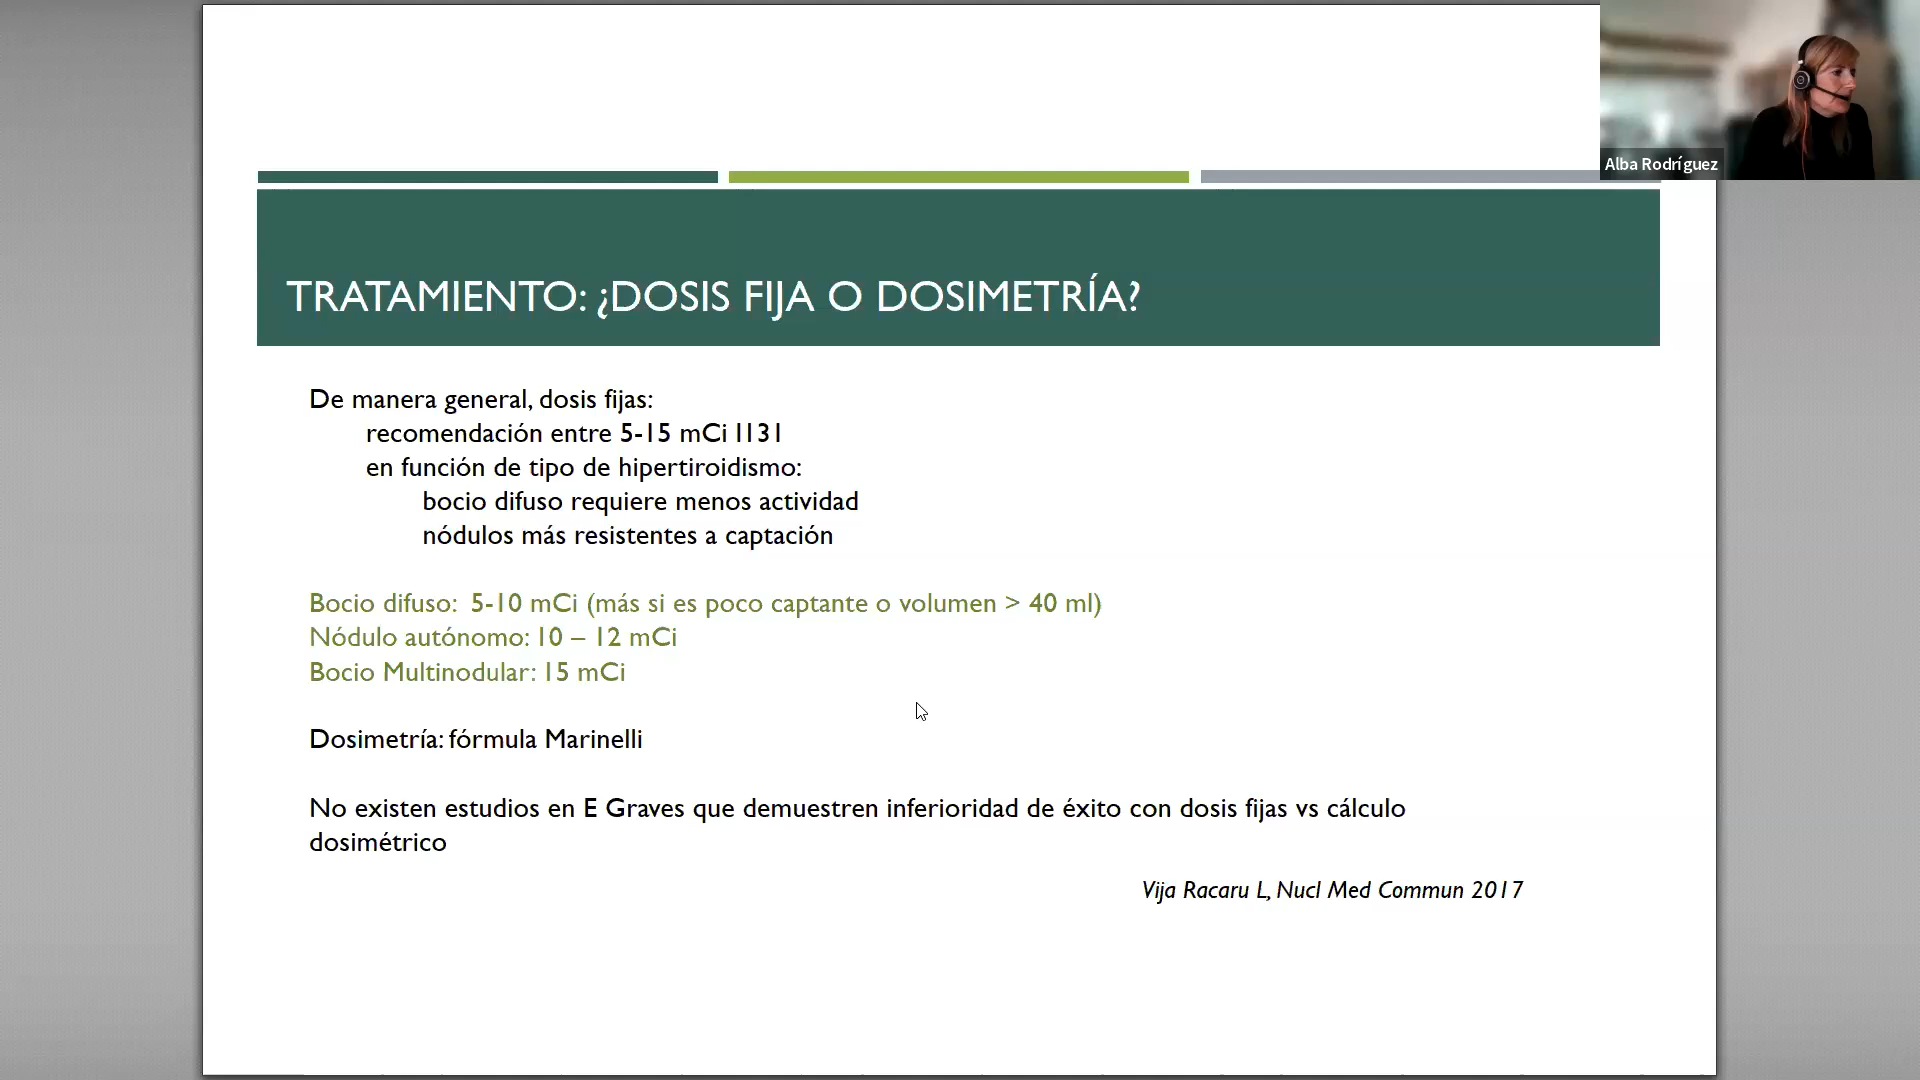 Alba Rodríguez
TRATAMIENTO: ¿DOSIS FIJA O DOSIMETRÍA?
De manera general, dosis fijas:
recomendación entre 5-15 mCi I131
en función de tipo de hipertiroidismo:
bocio difuso requiere menos actividad
nódulos más resistentes a captación
Bocio difuso: 5-10 mCi (más si es poco captante o volumen > 40 ml)
Nódulo autónomo: 10 – 12 mCi
Bocio Multinodular: 15 mCi
Dosimetría: fórmula Marinelli
No existen estudios en E Graves que demuestren inferioridad de éxito con dosis fijas vs cálculo
dosimétrico
Vija Racaru L, Nucl Med Commun 2017